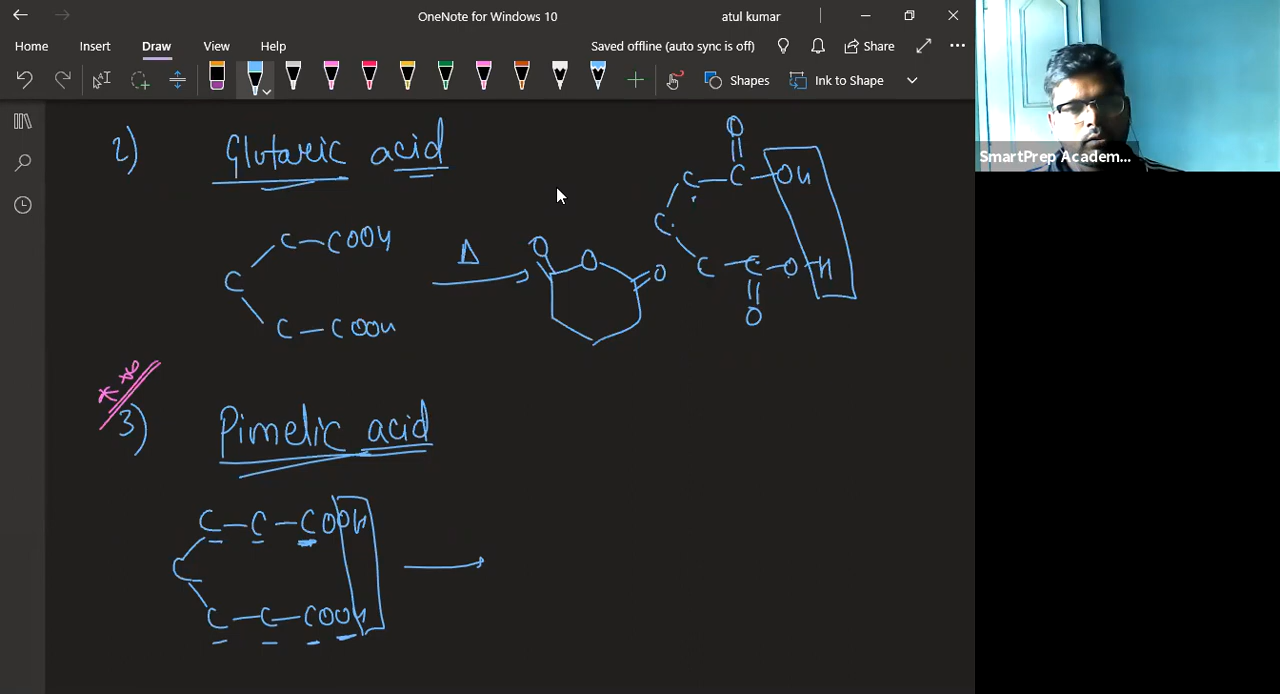 OneNote for Windows 10
atul kumar
Home Insert Draw View Help
Saved offline (auto sync is off)
Share
Shapes
Ink to Shape
SmartPrep Academ...
2) Glutaric acid
O
C—C—OH
C
C—C—O—H
O
C—COOH
C
C—COOH
Δ
O O O
3) Pimelic acid
C—C—COOH
C
C—C—COOH